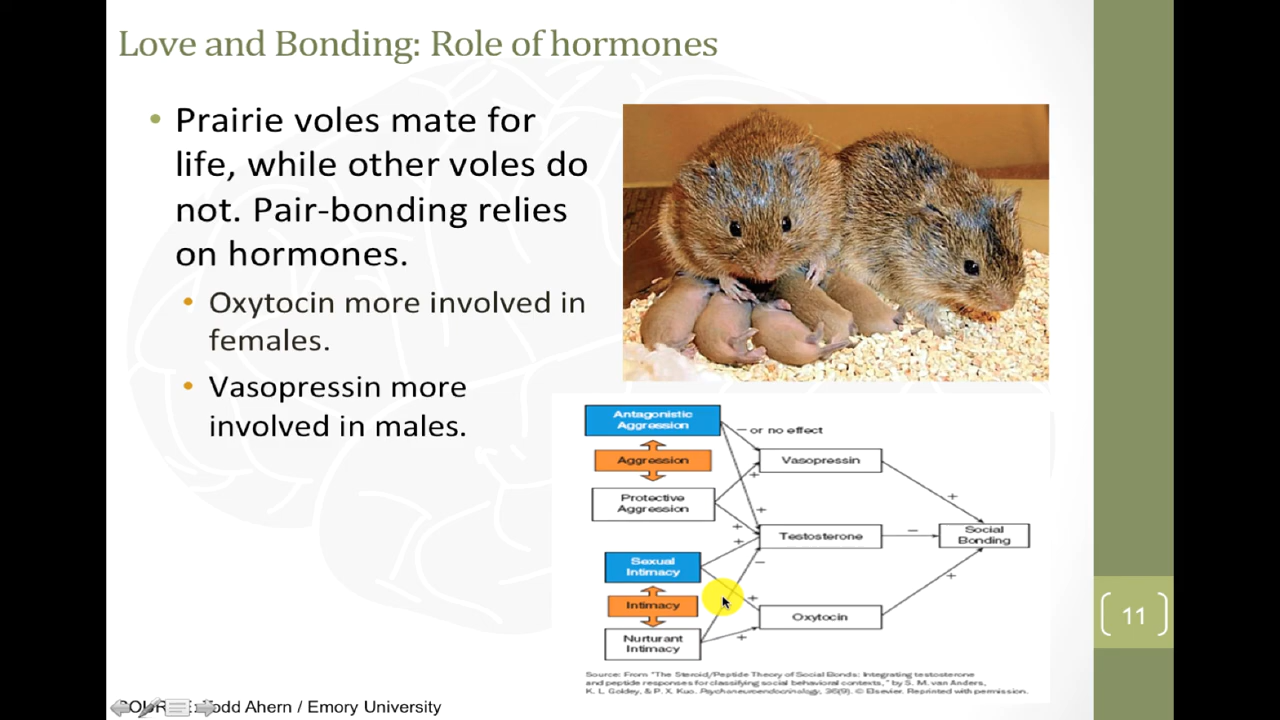 Love and Bonding: Role of hormones
• Prairie voles mate for
life, while other voles do
not. Pair-bonding relies
on hormones.
• Oxytocin more involved in
females.
• Vasopressin more
involved in males.
Antagonistic
Aggression
Aggression
Protective
Aggression
Sexual
Intimacy
Intimacy
Nurturant
Intimacy
− or no effect
+
+
+
+
−
+
+
Vasopressin
Testosterone
Oxytocin
+
−
+
Social
Bonding
Source: From "The Steroid/Peptide Theory of Social Bonds: Integrating testosterone
and peptide responses for classifying social behavioral contexts," by S. M. van Anders,
K. L. Goldey, & P. X. Kuo. Psychoneuroendocrinology, 36(9). © Elsevier. Reprinted with permission.
11
Todd Ahern / Emory University